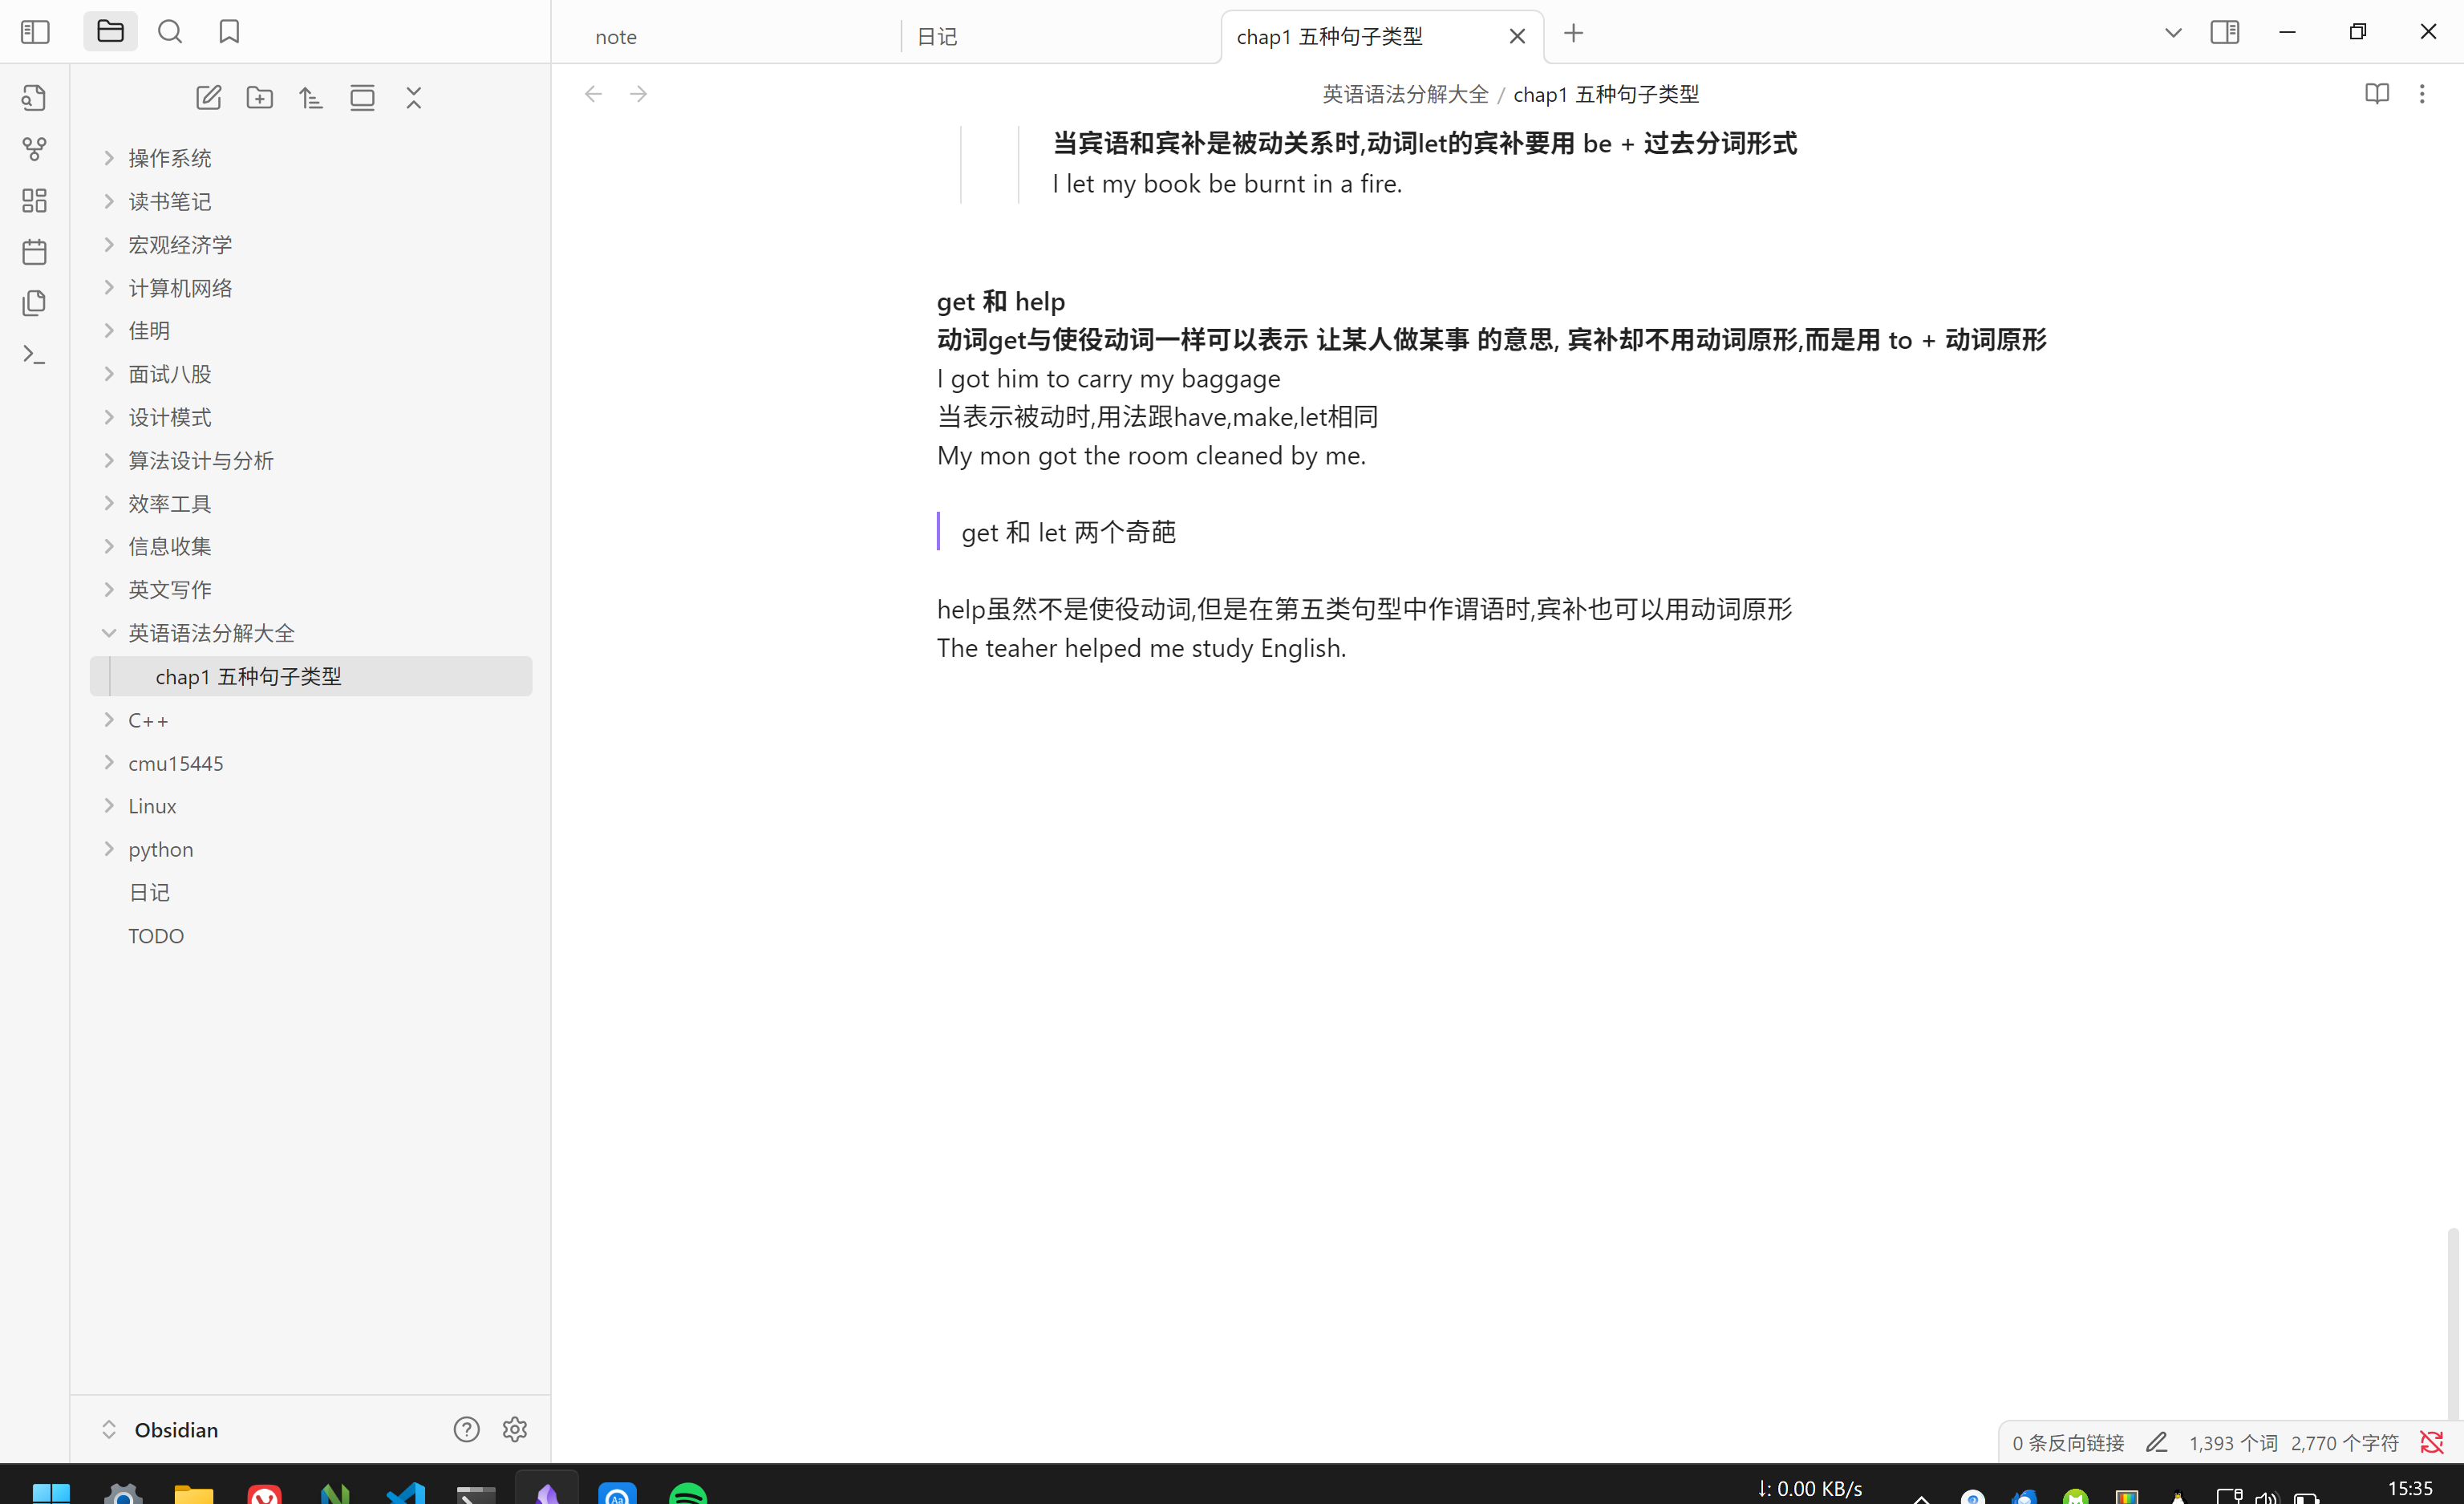 note
日记
chap1 五种句子类型
英语语法分解大全 / chap1 五种句子类型
操作系统
读书笔记
宏观经济学
计算机网络
佳明
面试八股
设计模式
算法设计与分析
效率工具
信息收集
英文写作
英语语法分解大全
chap1 五种句子类型
C++
cmu15445
Linux
python
日记
TODO
Obsidian
当宾语和宾补是被动关系时,动词let的宾补要用 be + 过去分词形式
I let my book be burnt in a fire.
get 和 help
动词get与使役动词一样可以表示 让某人做某事 的意思, 宾补却不用动词原形,而是用 to + 动词原形
I got him to carry my baggage
当表示被动时,用法跟have,make,let相同
My mon got the room cleaned by me.
get 和 let 两个奇葩
help虽然不是使役动词,但是在第五类句型中作谓语时,宾补也可以用动词原形
The teaher helped me study English.
0 条反向链接
1,393 个词
2,770 个字符
↓: 0.00 KB/s
15:35